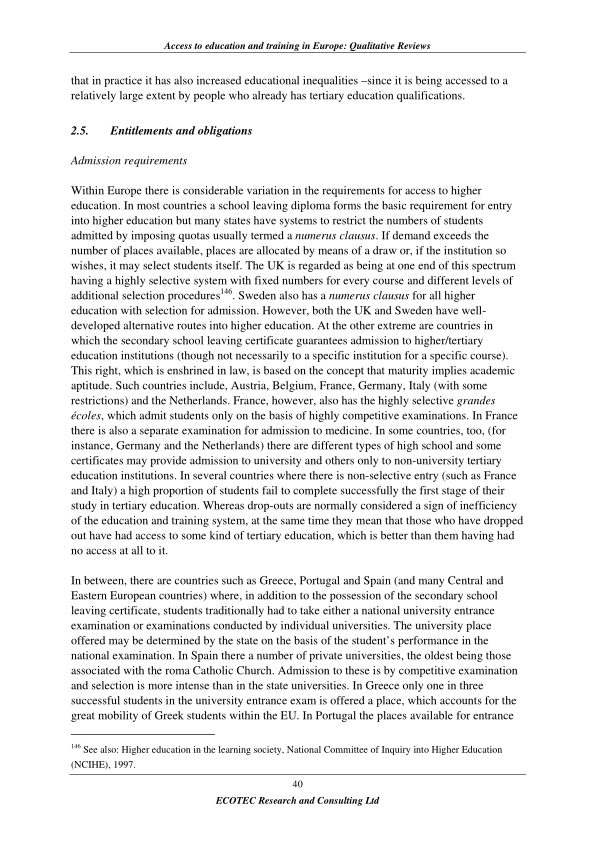 Access to education and training in Europe: Qualitative Reviews
that in practice it has also increased educational inequalities –since it is being accessed to a
relatively large extent by people who already has tertiary education qualifications.
2.5. Entitlements and obligations
Admission requirements
Within Europe there is considerable variation in the requirements for access to higher
education. In most countries a school leaving diploma forms the basic requirement for entry
into higher education but many states have systems to restrict the numbers of students
admitted by imposing quotas usually termed a numerus clausus. If demand exceeds the
number of places available, places are allocated by means of a draw or, if the institution so
wishes, it may select students itself. The UK is regarded as being at one end of this spectrum
having a highly selective system with fixed numbers for every course and different levels of
additional selection procedures146. Sweden also has a numerus clausus for all higher
education with selection for admission. However, both the UK and Sweden have well-
developed alternative routes into higher education. At the other extreme are countries in
which the secondary school leaving certificate guarantees admission to higher/tertiary
education institutions (though not necessarily to a specific institution for a specific course).
This right, which is enshrined in law, is based on the concept that maturity implies academic
aptitude. Such countries include, Austria, Belgium, France, Germany, Italy (with some
restrictions) and the Netherlands. France, however, also has the highly selective grandes
écoles, which admit students only on the basis of highly competitive examinations. In France
there is also a separate examination for admission to medicine. In some countries, too, (for
instance, Germany and the Netherlands) there are different types of high school and some
certificates may provide admission to university and others only to non-university tertiary
education institutions. In several countries where there is non-selective entry (such as France
and Italy) a high proportion of students fail to complete successfully the first stage of their
study in tertiary education. Whereas drop-outs are normally considered a sign of inefficiency
of the education and training system, at the same time they mean that those who have dropped
out have had access to some kind of tertiary education, which is better than them having had
no access at all to it.
In between, there are countries such as Greece, Portugal and Spain (and many Central and
Eastern European countries) where, in addition to the possession of the secondary school
leaving certificate, students traditionally had to take either a national university entrance
examination or examinations conducted by individual universities. The university place
offered may be determined by the state on the basis of the student’s performance in the
national examination. In Spain there a number of private universities, the oldest being those
associated with the roma Catholic Church. Admission to these is by competitive examination
and selection is more intense than in the state universities. In Greece only one in three
successful students in the university entrance exam is offered a place, which accounts for the
great mobility of Greek students within the EU. In Portugal the places available for entrance
146 See also: Higher education in the learning society, National Committee of Inquiry into Higher Education
(NCIHE), 1997.
40
ECOTEC Research and Consulting Ltd